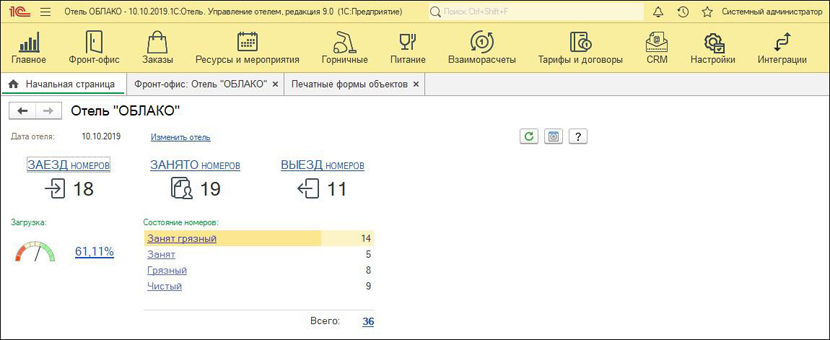 1С Отель ОБЛАКО - 10.10.2019.1С:Отель. Управление отелем, редакция 9.0 (1С:Предприятие) Поиск Ctrl+Shift+F Системный администратор
Главное Фронт-офис Заказы Ресурсы и мероприятия Горничные Питание Взаиморасчеты Тарифы и договоры CRM Настройки Интеграции
Начальная страница Фронт-офис: Отель "ОБЛАКО" × Печатные формы объектов ×
Отель "ОБЛАКО"
Дата отеля: 10.10.2019 Изменить отель ?
ЗАЕЗД НОМЕРОВ ЗАНЯТО НОМЕРОВ ВЫЕЗД НОМЕРОВ
18 19 11
Загрузка: Состояние номеров:
Занят грязный 14
61,11% Занят 5
Грязный 8
Чистый 9
Всего: 36